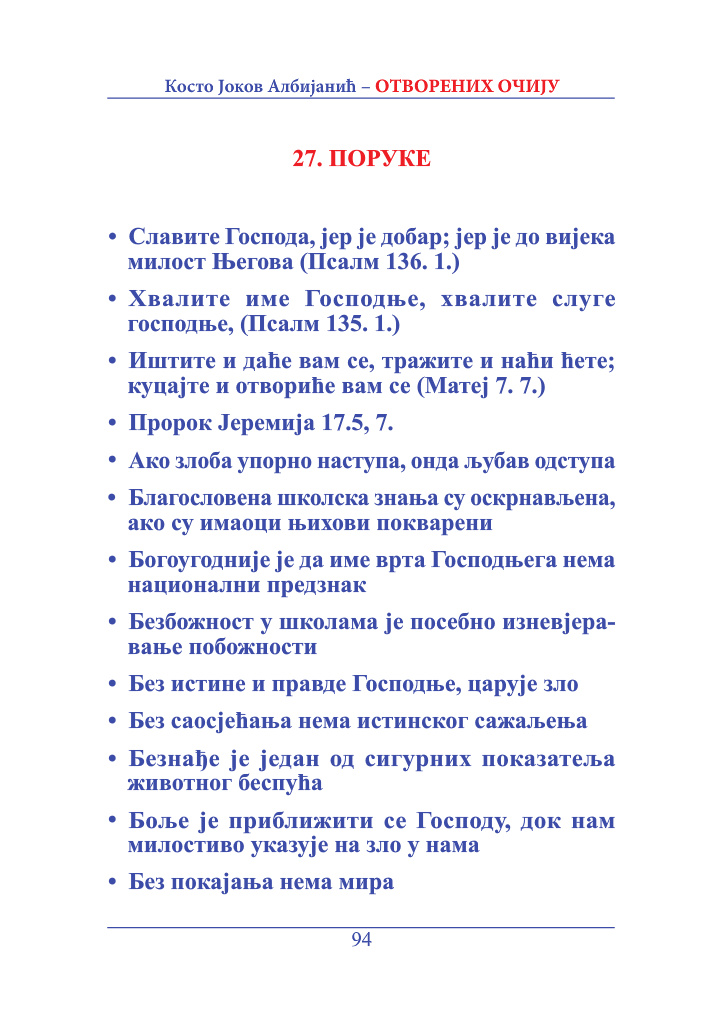 Косто Јоков Албијанић – ОТВОРЕНИХ ОЧИЈУ
27. ПОРУКЕ
• Славите Господа, јер је добар; јер је до вијека
милост Његова (Псалм 136. 1.)
• Хвалите име Господње, хвалите слуге
господње, (Псалм 135. 1.)
• Иштите и даће вам се, тражите и наћи ћете;
куцајте и отвориће вам се (Матеј 7. 7.)
• Пророк Јеремија 17.5, 7.
• Ако злоба упорно наступа, онда љубав одступа
• Благословена школска знања су оскрнављена,
ако су имаоци њихови покварени
• Богоугодније је да име врта Господњега нема
национални предзнак
• Безбожност у школама је посебно изневјера-
вање побожности
• Без истине и правде Господње, царује зло
• Без саосјећања нема истинског сажаљења
• Безнађе је један од сигурних показатеља
животног беспућа
• Боље је приближити се Господу, док нам
милостиво указује на зло у нама
• Без покајања нема мира
94